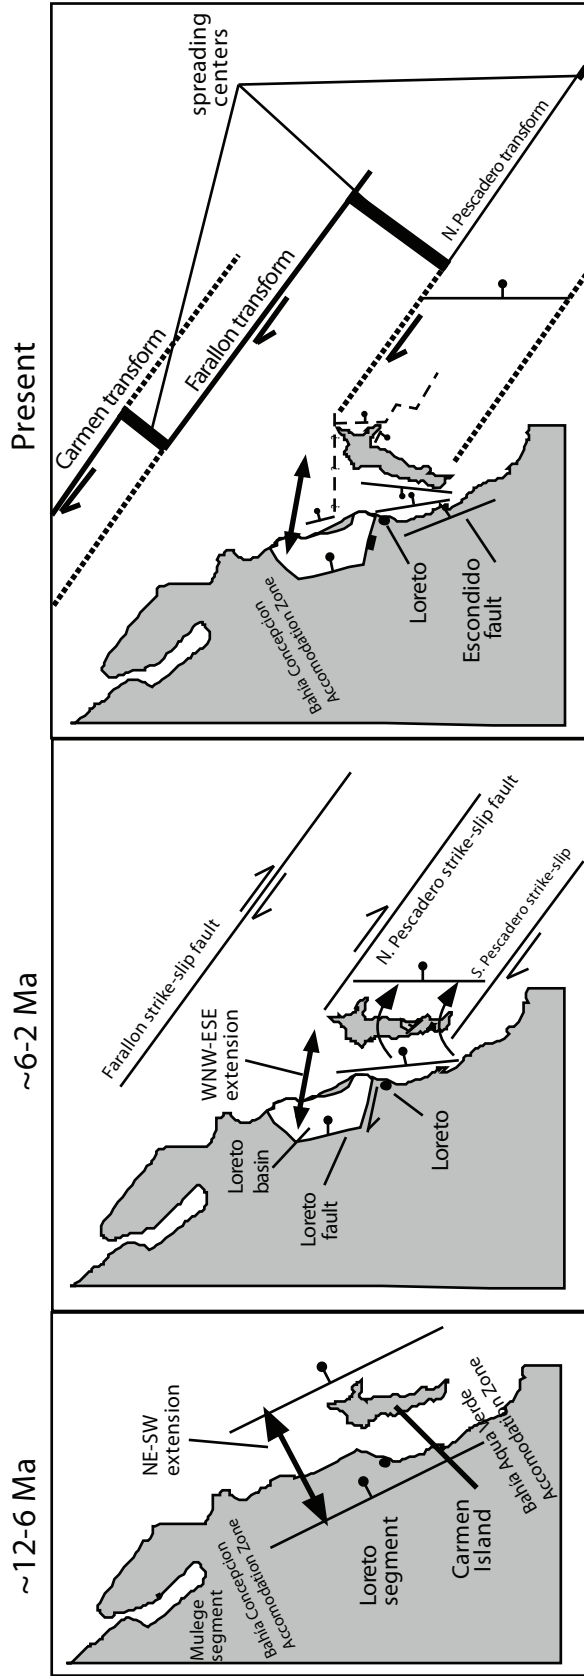 ~12-6 Ma
Mulege
segment
Bahia Concepcion
Accomodation Zone
NE-SW
extension
Loreto
segment
Carmen
Island
Bahia Aqua Verde
Accomodation Zone
~6-2 Ma
Farallon strike-slip fault
WNW-ESE
extension
Loreto
basin
Loreto
fault
Loreto
N. Pescadero strike-slip fault
S. Pescadero strike-slip
Present
Carmen transform
Farallon transform
spreading
centers
N. Pescadero transform
Bahia Concepcion
Accomodation Zone
Loreto
Escondido
fault